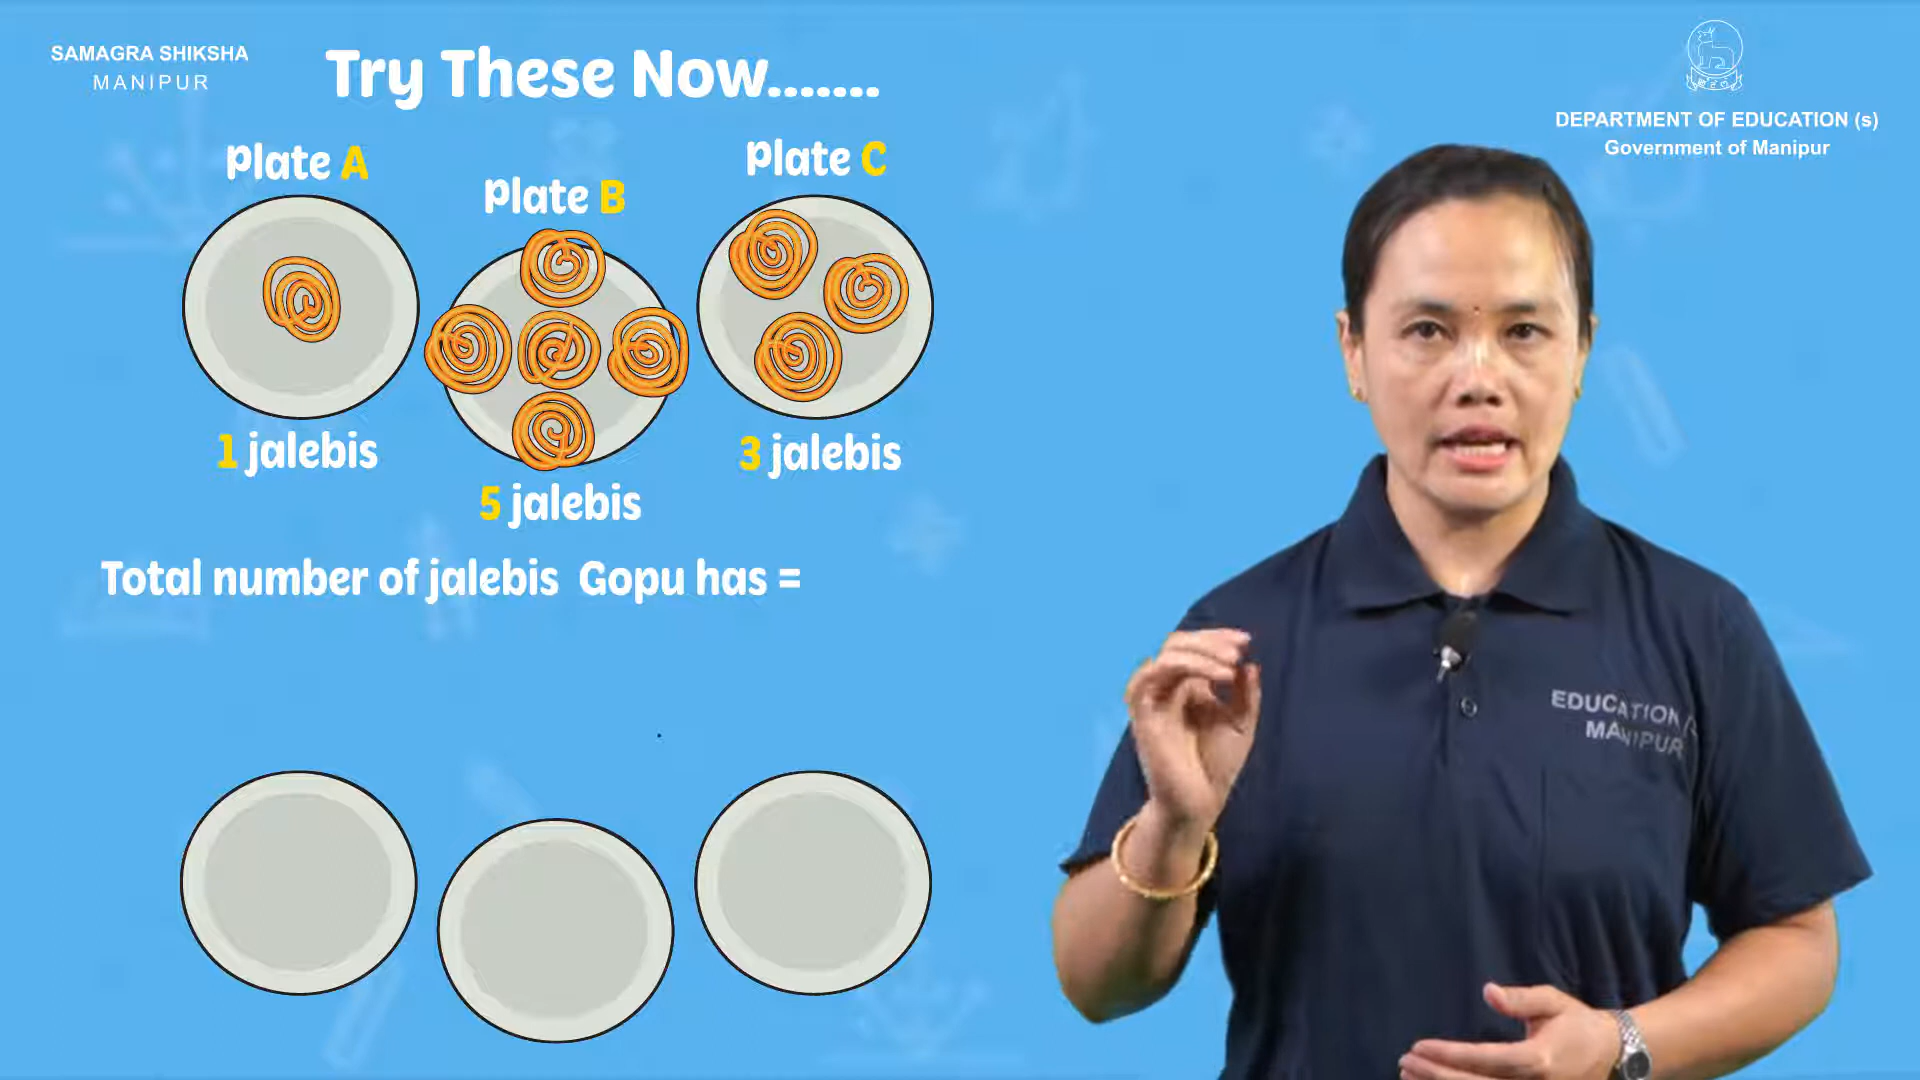 SAMAGRA SHIKSHA
MANIPUR
Try These Now.......
DEPARTMENT OF EDUCATION (s)
Government of Manipur
plate A
plate B
plate C
1 jalebis
5 jalebis
3 jalebis
Total number of jalebis Gopu has =
EDUCATION
MANIPUR